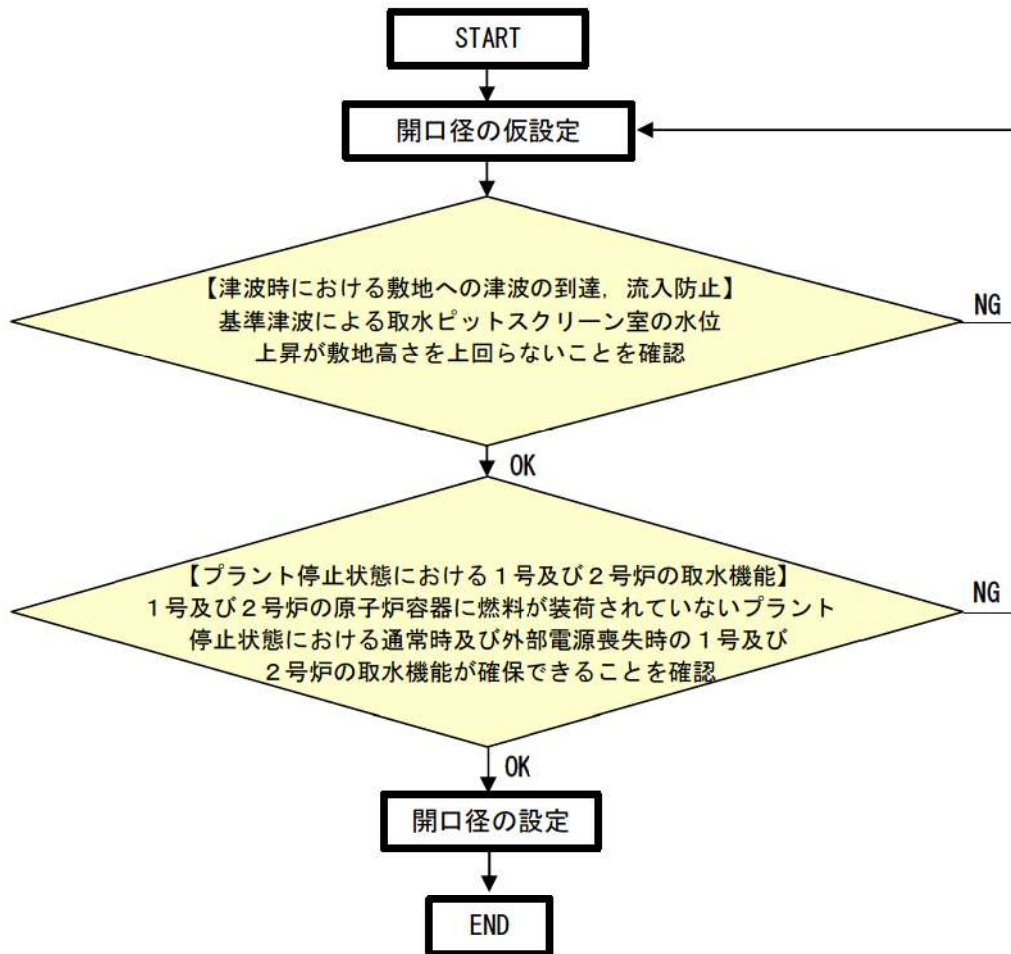 START
開口径の仮設定
【津波時における敷地への津波の到達，流入防止】
基準津波による取水ピットスクリーン室の水位
上昇が敷地高さを上回らないことを確認
NG
OK
【プラント停止状態における１号及び２号炉の取水機能】
１号及び２号炉の原子炉容器に燃料が装荷されていないプラント
停止状態における通常時及び外部電源喪失時の１号及び
２号炉の取水機能が確保できることを確認
NG
OK
開口径の設定
END